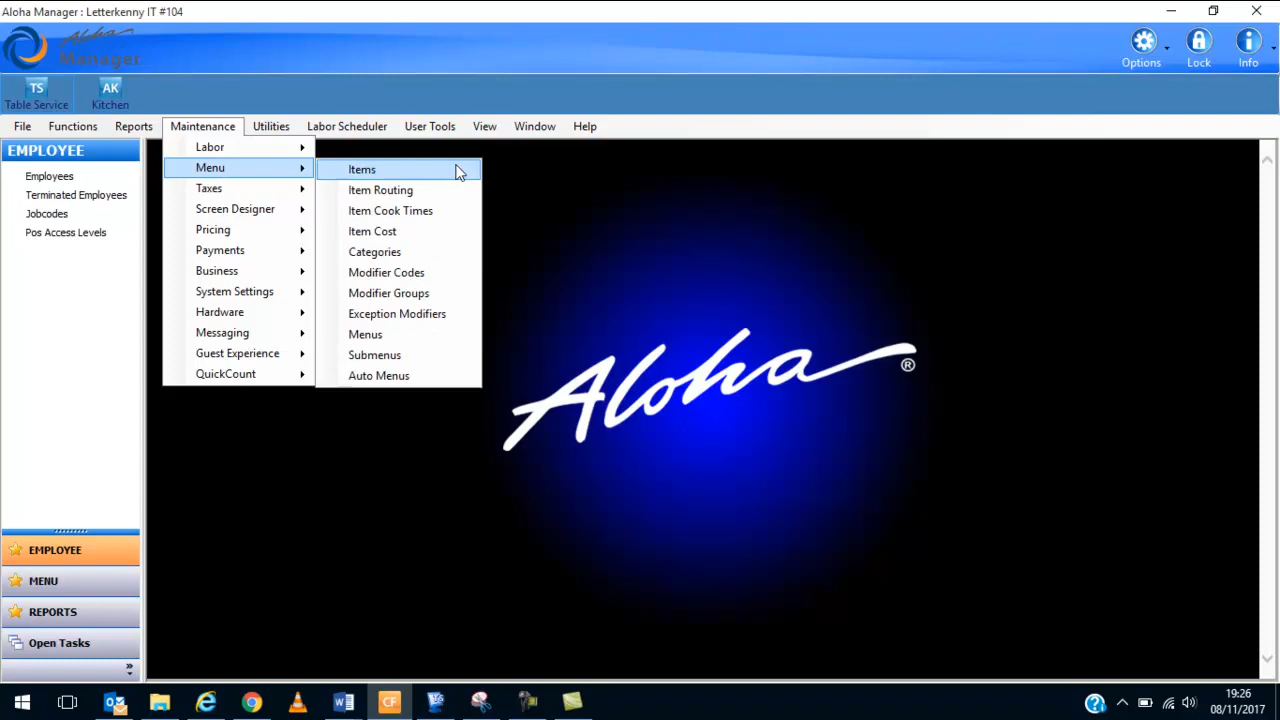 Aloha Manager : Letterkenny IT #104
Aloha
Manager
Options
Lock
Info
TS
Table Service
AK
Kitchen
File
Functions
Reports
Maintenance
Utilities
Labor Scheduler
User Tools
View
Window
Help
EMPLOYEE
Employees
Terminated Employees
Jobcodes
Pos Access Levels
Labor
Menu
Taxes
Screen Designer
Pricing
Payments
Business
System Settings
Hardware
Messaging
Guest Experience
QuickCount
Items
Item Routing
Item Cook Times
Item Cost
Categories
Modifier Codes
Modifier Groups
Exception Modifiers
Menus
Submenus
Auto Menus
Aloha®
EMPLOYEE
MENU
REPORTS
Open Tasks
CF
19:26
08/11/2017